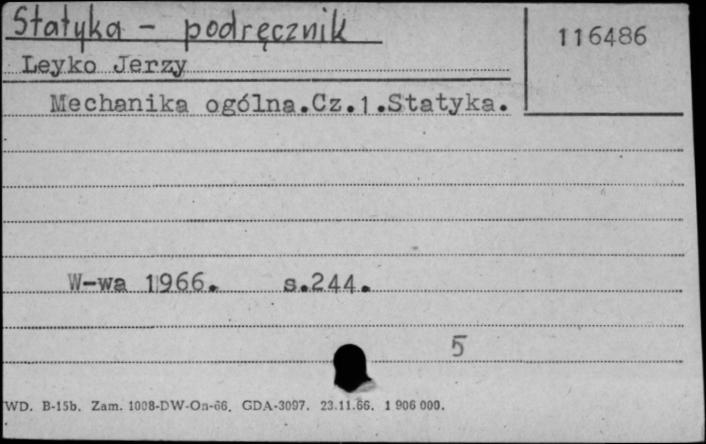 Statyka - podręcznik
116486
Leyko Jerzy
Mechanika ogólna.Cz.1.Statyka.
W-wa 1966. s.244.
5
WD. B-15b. Zam. 1008-DW-On-66. GDA-3097. 23.11.66. 1 906 000.